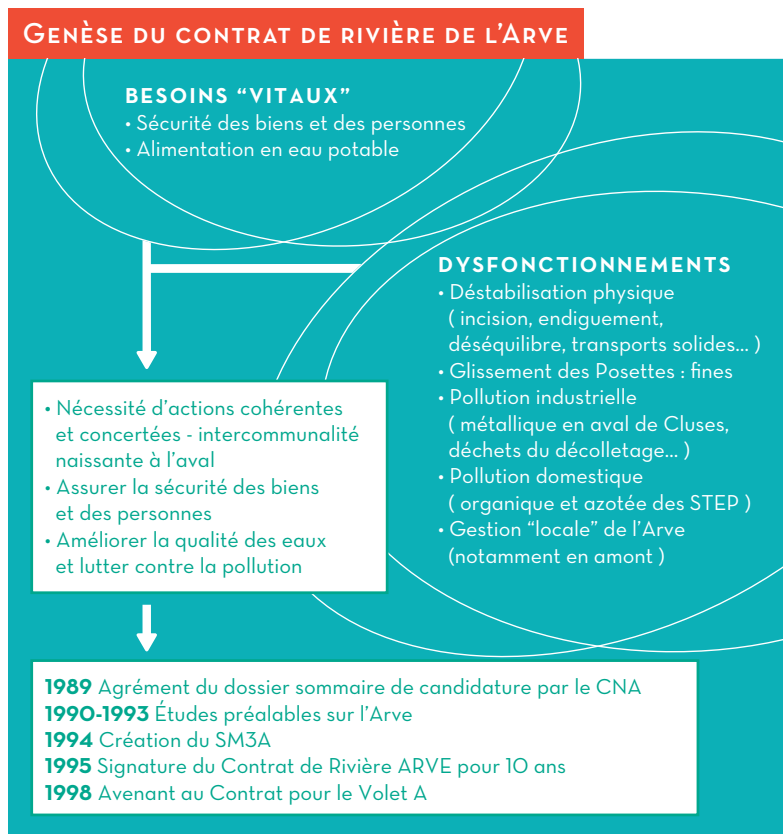 GENÈSE DU CONTRAT DE RIVIÈRE DE L'ARVE
BESOINS “VITAUX”
• Sécurité des biens et des personnes
• Alimentation en eau potable
DYSFONCTIONNEMENTS
• Déstabilisation physique
( incision, endiguement,
déséquilibre, transports solides... )
• Glissement des Posettes : fines
• Pollution industrielle
( métallique en aval de Cluses,
déchets du décolletage... )
• Pollution domestique
( organique et azotée des STEP )
• Gestion “locale” de l'Arve
(notamment en amont )
• Nécessité d'actions cohérentes
et concertées - intercommunalité
naissante à l'aval
• Assurer la sécurité des biens
et des personnes
• Améliorer la qualité des eaux
et lutter contre la pollution
1989 Agrément du dossier sommaire de candidature par le CNA
1990-1993 Études préalables sur l'Arve
1994 Création du SM3A
1995 Signature du Contrat de Rivière ARVE pour 10 ans
1998 Avenant au Contrat pour le Volet A